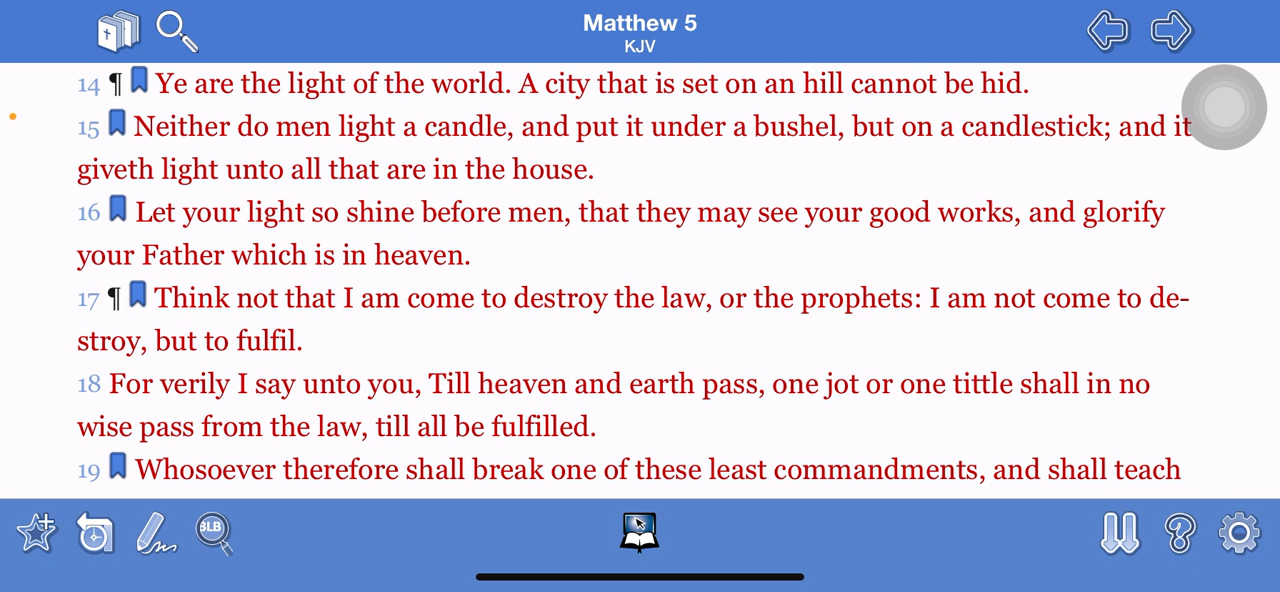 Matthew 5
KJV
14 ¶ Ye are the light of the world. A city that is set on an hill cannot be hid.
15 Neither do men light a candle, and put it under a bushel, but on a candlestick; and it
giveth light unto all that are in the house.
16 Let your light so shine before men, that they may see your good works, and glorify
your Father which is in heaven.
17 ¶ Think not that I am come to destroy the law, or the prophets: I am not come to de-
stroy, but to fulfil.
18 For verily I say unto you, Till heaven and earth pass, one jot or one tittle shall in no
wise pass from the law, till all be fulfilled.
19 Whosoever therefore shall break one of these least commandments, and shall teach
BLB